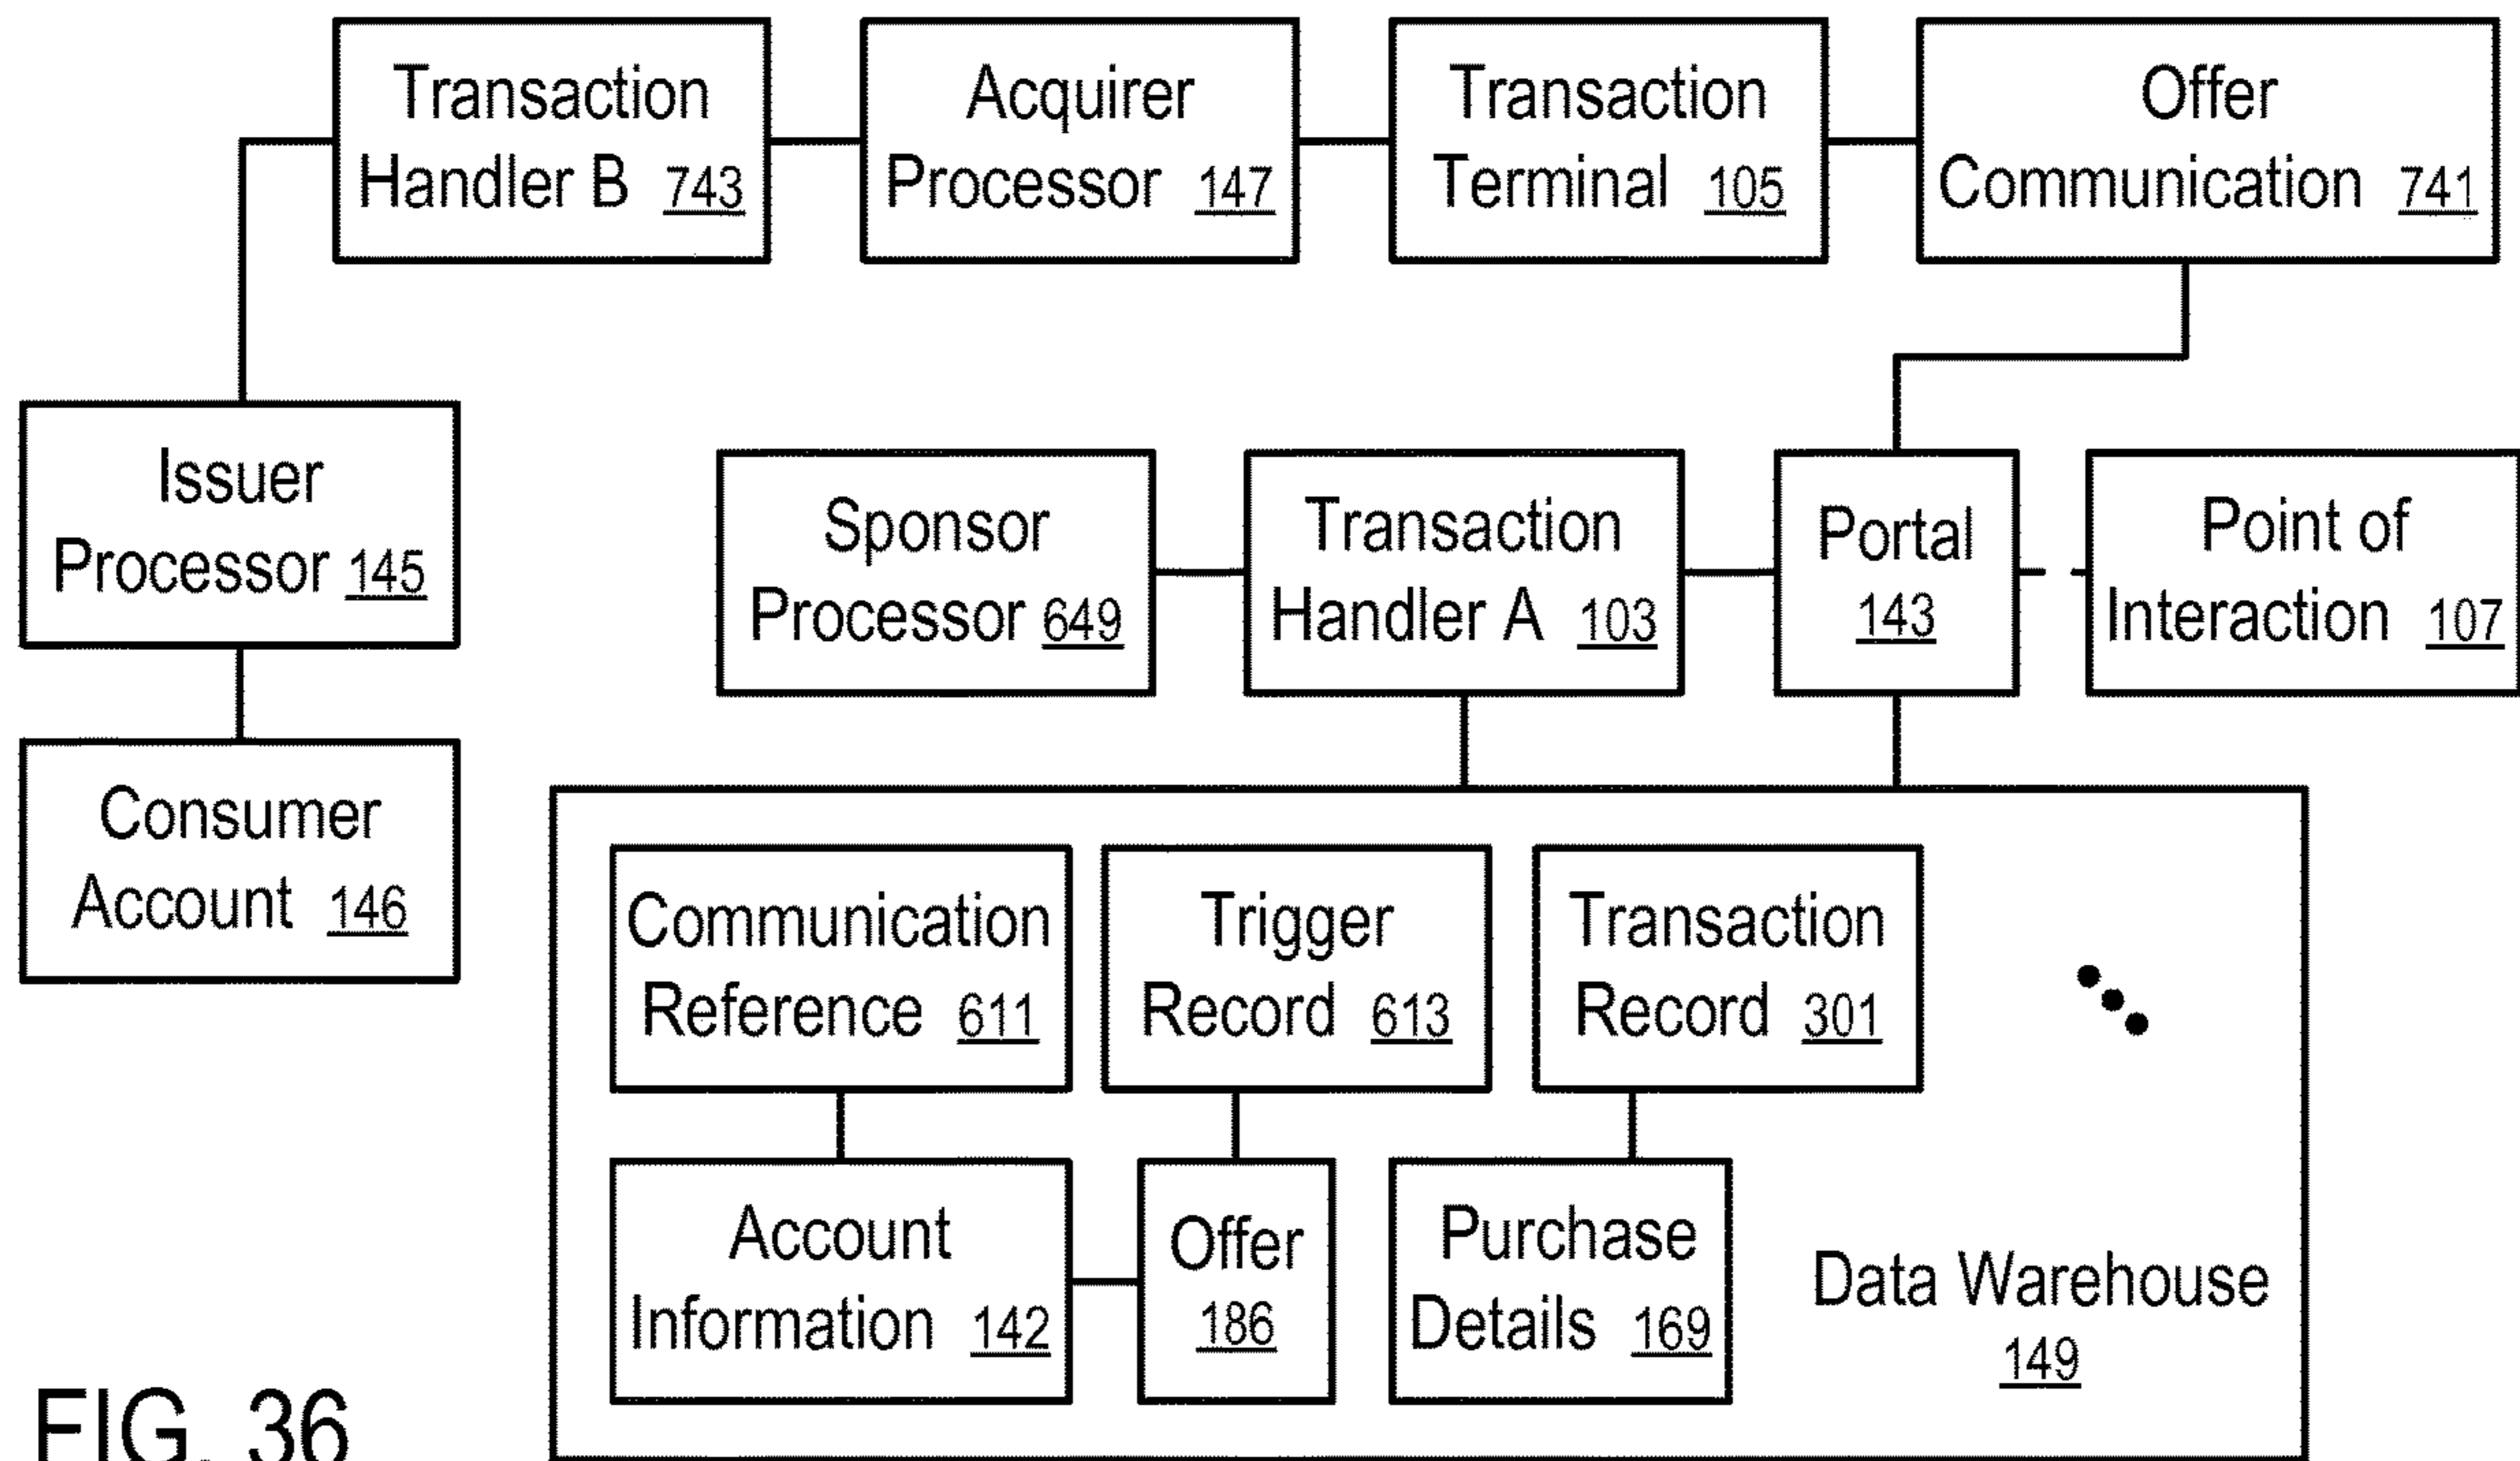 Transaction
Handler B 743
Acquirer
Processor 147
Transaction
Terminal 105
Offer
Communication 741
Issuer
Processor 145
Sponsor
Processor 649
Transaction
Handler A 103
Portal
143
Point of
Interaction 107
Consumer
Account 146
Communication
Reference 611
Trigger
Record 613
Transaction
Record 301
Account
Information 142
Offer
186
Purchase
Details 169
Data Warehouse
149
FIG. 36